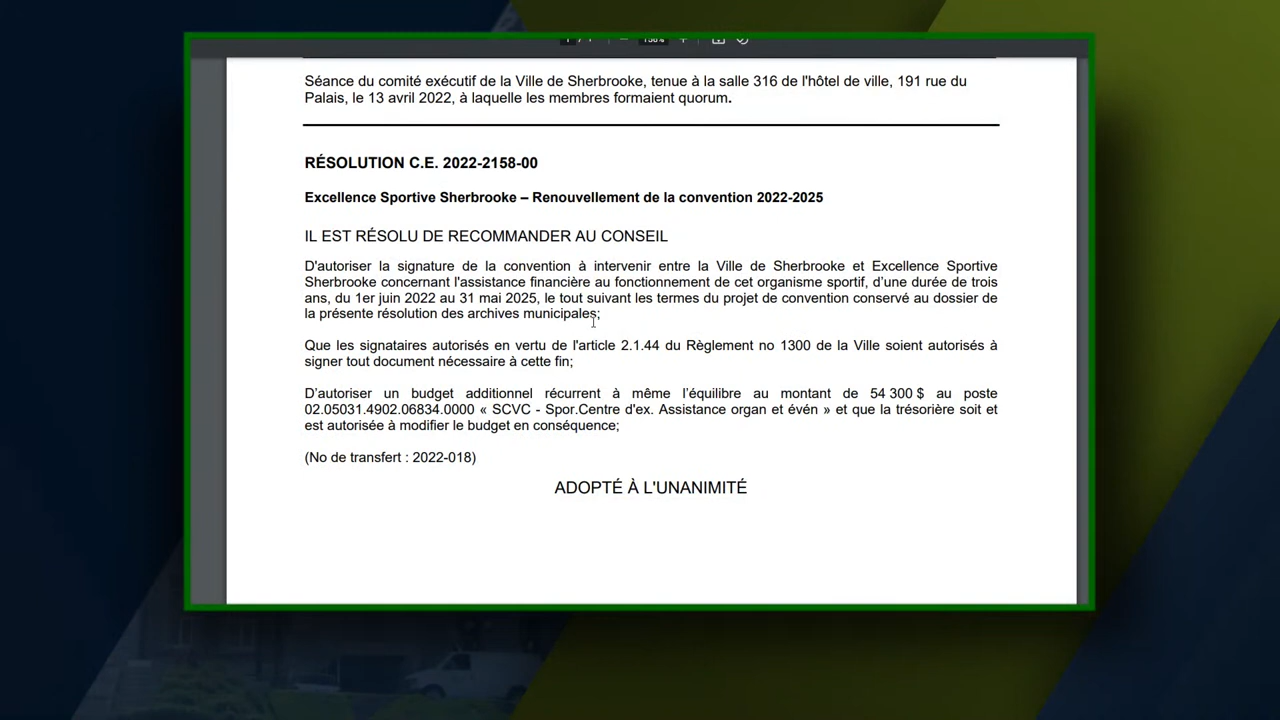 156%
Séance du comité exécutif de la Ville de Sherbrooke, tenue à la salle 316 de l'hôtel de ville, 191 rue du
Palais, le 13 avril 2022, à laquelle les membres formaient quorum.
RÉSOLUTION C.E. 2022-2158-00
Excellence Sportive Sherbrooke – Renouvellement de la convention 2022-2025
IL EST RÉSOLU DE RECOMMANDER AU CONSEIL
D'autoriser la signature de la convention à intervenir entre la Ville de Sherbrooke et Excellence Sportive
Sherbrooke concernant l'assistance financière au fonctionnement de cet organisme sportif, d’une durée de trois
ans, du 1er juin 2022 au 31 mai 2025, le tout suivant les termes du projet de convention conservé au dossier de
la présente résolution des archives municipales;
Que les signataires autorisés en vertu de l'article 2.1.44 du Règlement no 1300 de la Ville soient autorisés à
signer tout document nécessaire à cette fin;
D’autoriser un budget additionnel récurrent à même l’équilibre au montant de 54 300 $ au poste
02.05031.4902.06834.0000 « SCVC - Spor.Centre d'ex. Assistance organ et évén » et que la trésorière soit et
est autorisée à modifier le budget en conséquence;
(No de transfert : 2022-018)
ADOPTÉ À L'UNANIMITÉ